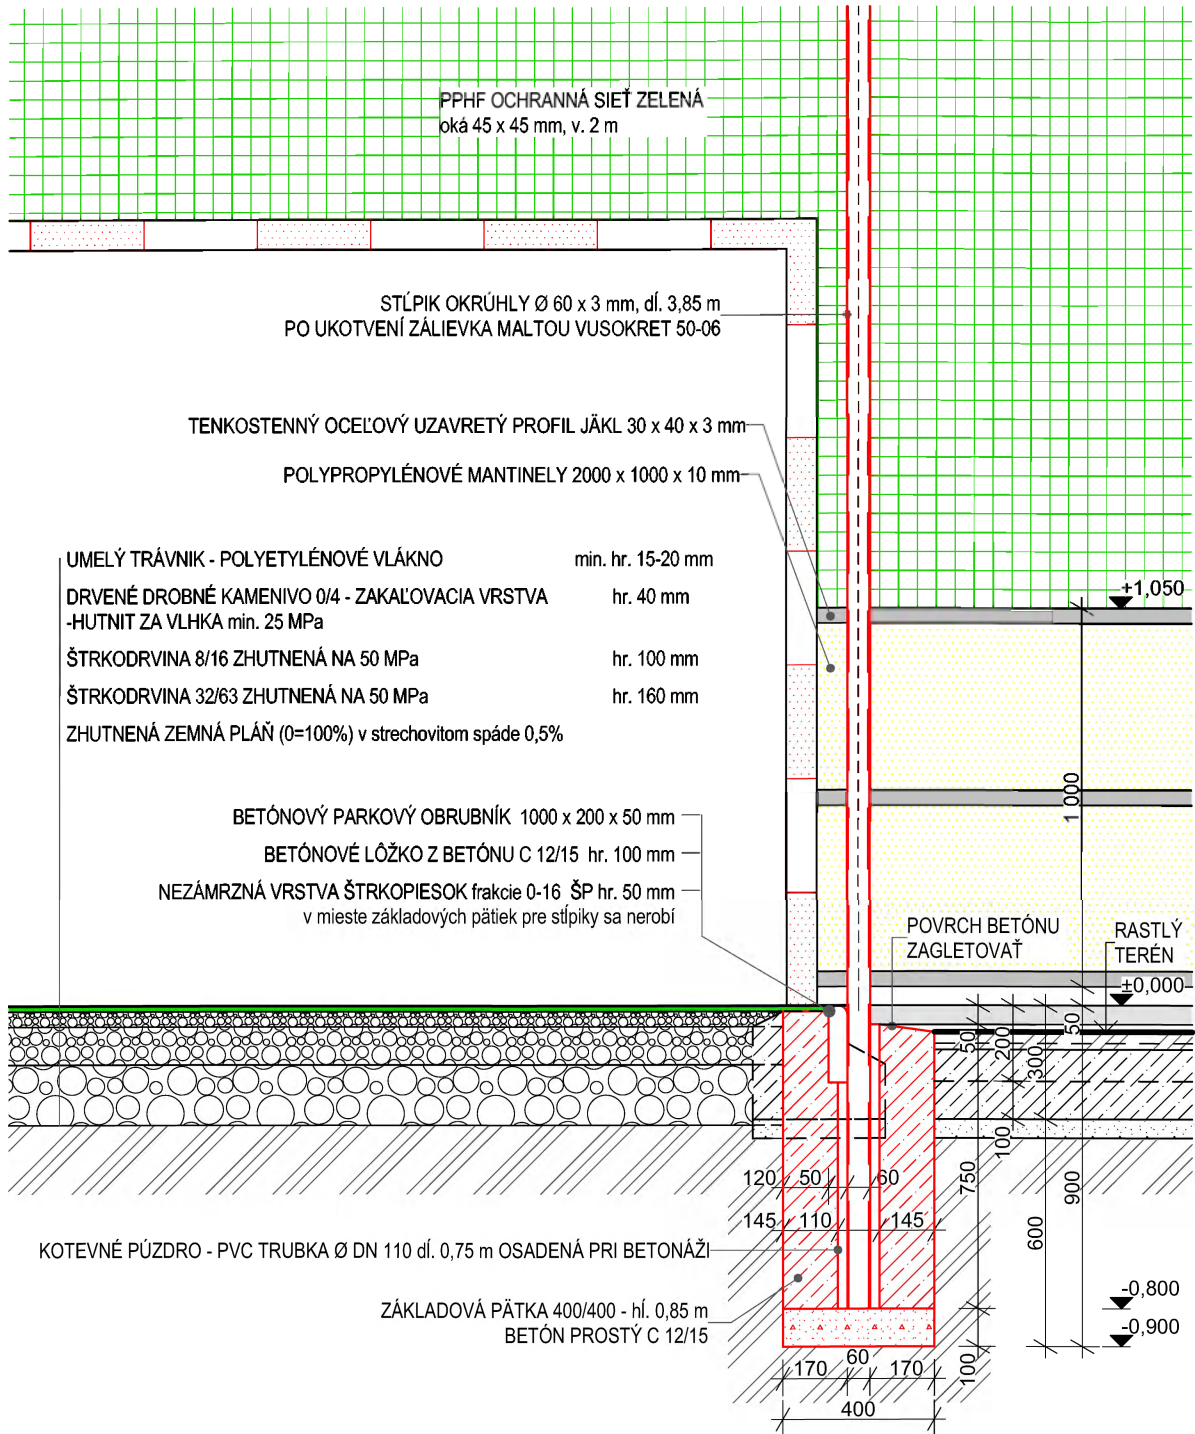 PPHF OCHRANNÁ SIEŤ ZELENÁ
oká 45 x 45 mm, v. 2 m
STĹPIK OKRÚHLY Ø 60 x 3 mm, dĺ. 3,85 m
PO UKOTVENÍ ZÁLIEVKA MALTOU VUSOKRET 50-06
TENKOSTENNÝ OCEĽOVÝ UZAVRETÝ PROFIL JÄKL 30 x 40 x 3 mm
POLYPROPYLÉNOVÉ MANTINELY 2000 x 1000 x 10 mm
UMELÝ TRÁVNIK - POLYETYLÉNOVÉ VLÁKNO min. hr. 15-20 mm
DRVENÉ DROBNÉ KAMENIVO 0/4 - ZAKAĽOVACIA VRSTVA hr. 40 mm
-HUTNIT ZA VLHKA min. 25 MPa
ŠTRKODRVINA 8/16 ZHUTNENÁ NA 50 MPa hr. 100 mm
ŠTRKODRVINA 32/63 ZHUTNENÁ NA 50 MPa hr. 160 mm
ZHUTNENÁ ZEMNÁ PLÁŇ (0=100%) v strechovitom spáde 0,5%
+1,050
1 000
BETÓNOVÝ PARKOVÝ OBRUBNÍK 1000 x 200 x 50 mm
BETÓNOVÉ LÔŽKO Z BETÓNU C 12/15 hr. 100 mm
NEZÁMRZNÁ VRSTVA ŠTRKOPIESOK frakcie 0-16 ŠP hr. 50 mm
v mieste základových pätiek pre stĺpiky sa nerobí
POVRCH BETÓNU
ZAGLETOVAŤ
RASTLÝ
TERÉN
±0,000
50
200
300
50
100
120
50
60
750
900
145
110
145
600
KOTEVNÉ PÚZDRO - PVC TRUBKA Ø DN 110 dĺ. 0,75 m OSADENÁ PRI BETONÁŽI
ZÁKLADOVÁ PÄTKA 400/400 - hĺ. 0,85 m
BETÓN PROSTÝ C 12/15
-0,800
-0,900
170
60
170
100
400